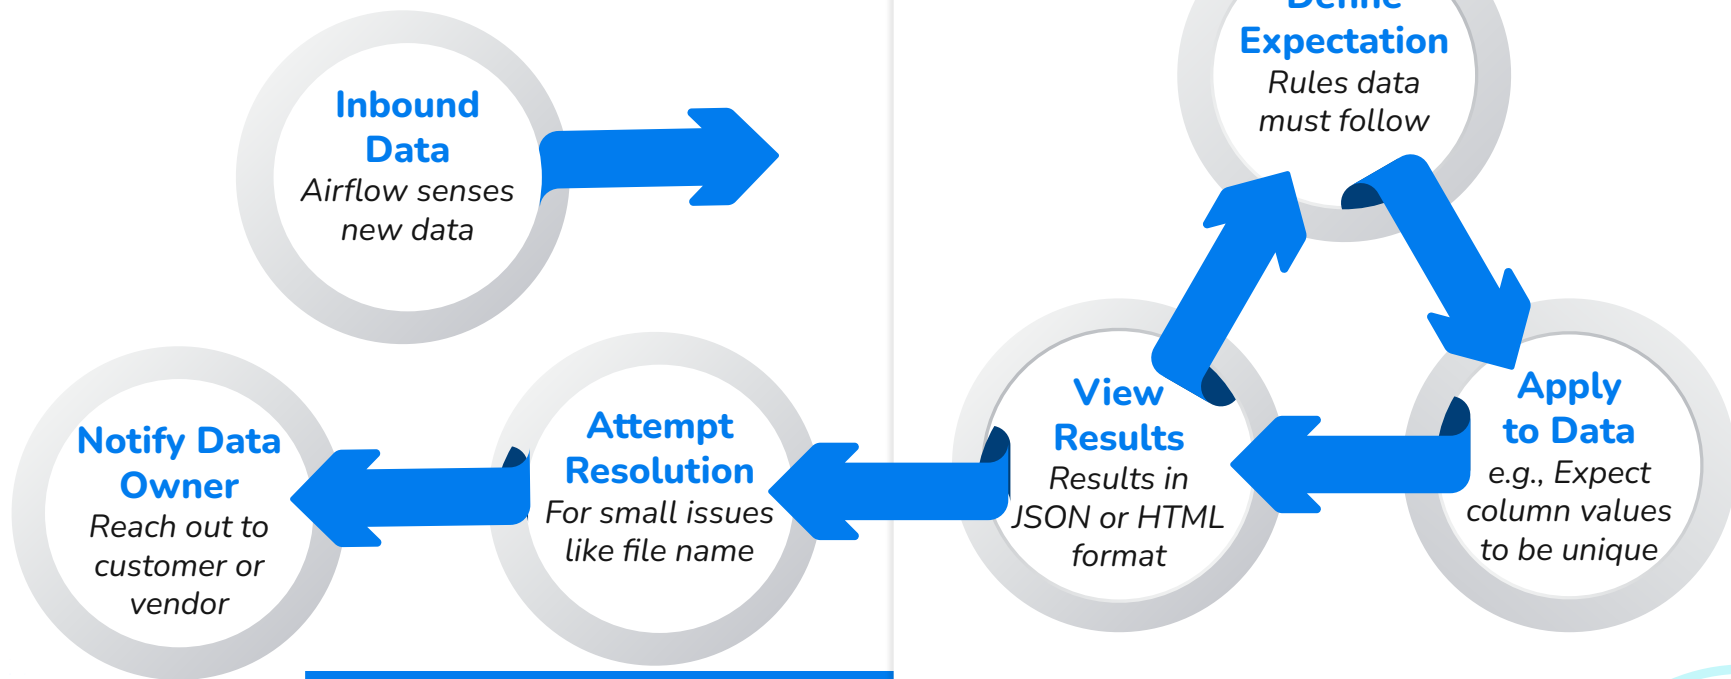 Inbound
Data
Airflow senses
new data
Define
Expectation
Rules data
must follow
Apply
to Data
e.g., Expect
column values
to be unique
View
Results
Results in
JSON or HTML
format
Attempt
Resolution
For small issues
like file name
Notify Data
Owner
Reach out to
customer or
vendor